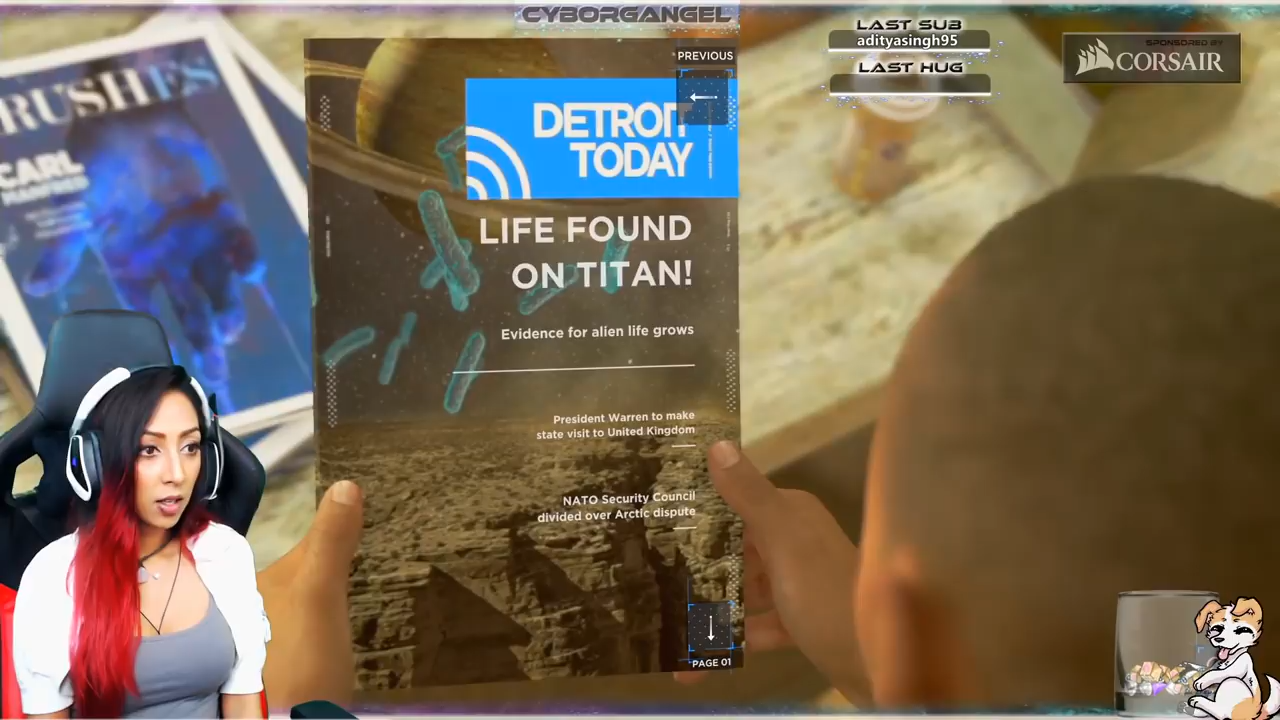 CYBORGANGEL
LAST SUB
adityasingh95
LAST HUG
SPONSORED BY
CORSAIR
PREVIOUS
CARL
MANFRED
DETROIT
TODAY
LIFE FOUND
ON TITAN!
Evidence for alien life grows
President Warren to make
state visit to United Kingdom
NATO Security Council
divided over Arctic dispute
PAGE 01